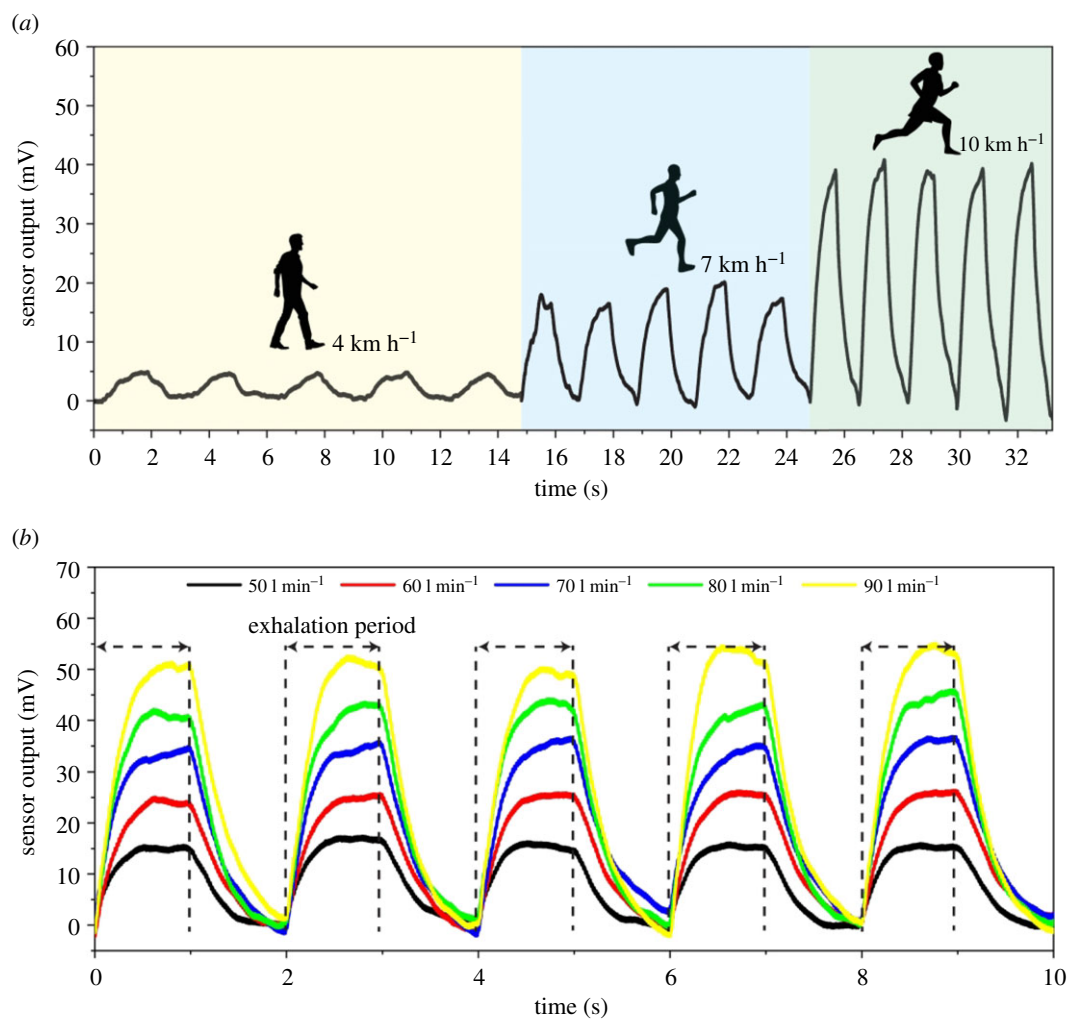 (a)
60
50
40
30
20
10
0
sensor output (mV)
4 km h⁻¹
7 km h⁻¹
10 km h⁻¹
0 2 4 6 8 10 12 14 16 18 20 22 24 26 28 30 32
time (s)
(b)
70
60
50
40
30
20
10
0
sensor output (mV)
50 l min⁻¹ 60 l min⁻¹ 70 l min⁻¹ 80 l min⁻¹ 90 l min⁻¹
exhalation period
0 2 4 6 8 10
time (s)